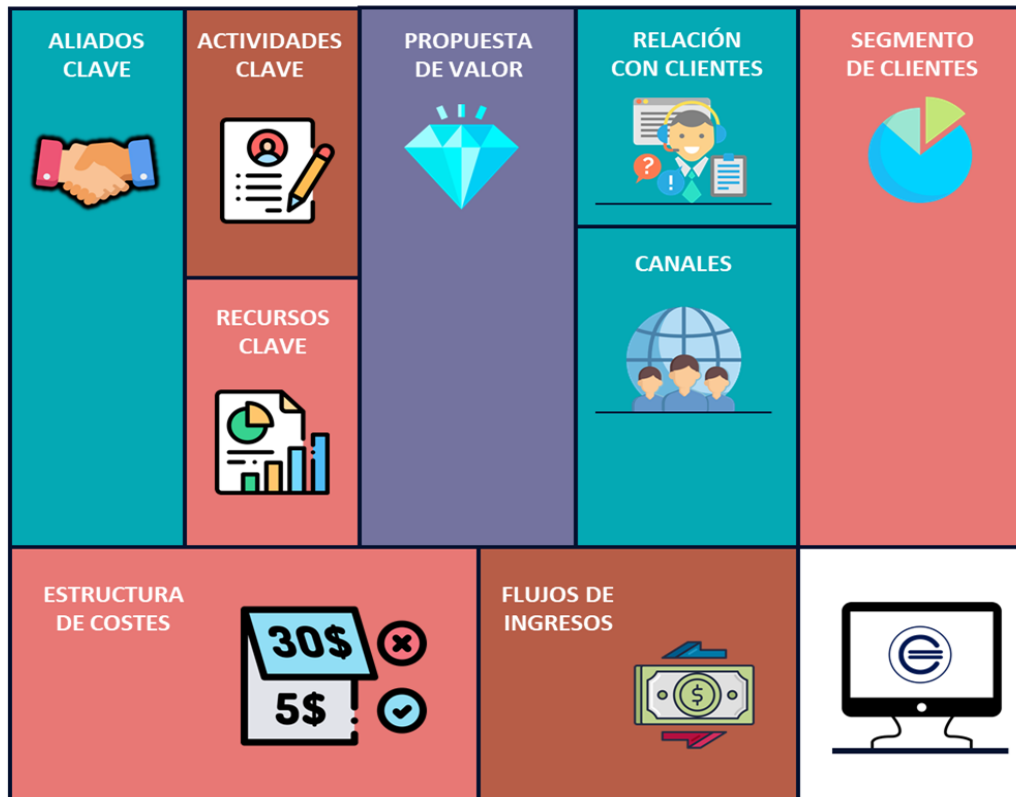 ALIADOS
CLAVE
ACTIVIDADES
CLAVE
PROPUESTA
DE VALOR
RELACIÓN
CON CLIENTES
SEGMENTO
DE CLIENTES
?
!
CANALES
RECURSOS
CLAVE
ESTRUCTURA
DE COSTES
30$
5$
FLUJOS DE
INGRESOS
$